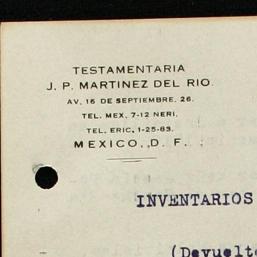 TESTAMENTARIA
J. P. MARTINEZ DEL RIO.
AV. 16 DE SEPTIEMBRE, 26.
TEL. MEX. 7-12 NERI.
TEL. ERIC. 1-25-83.
MEXICO, D. F.
INVENTARIOS
(Devuelto